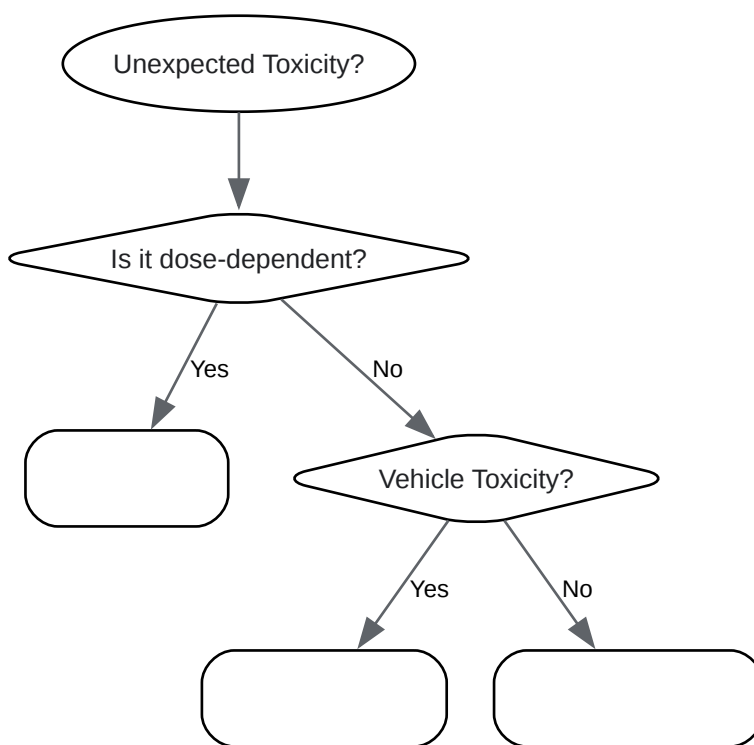 Unexpected Toxicity?
Is it dose-dependent?
Yes
No
Vehicle Toxicity?
Yes
No